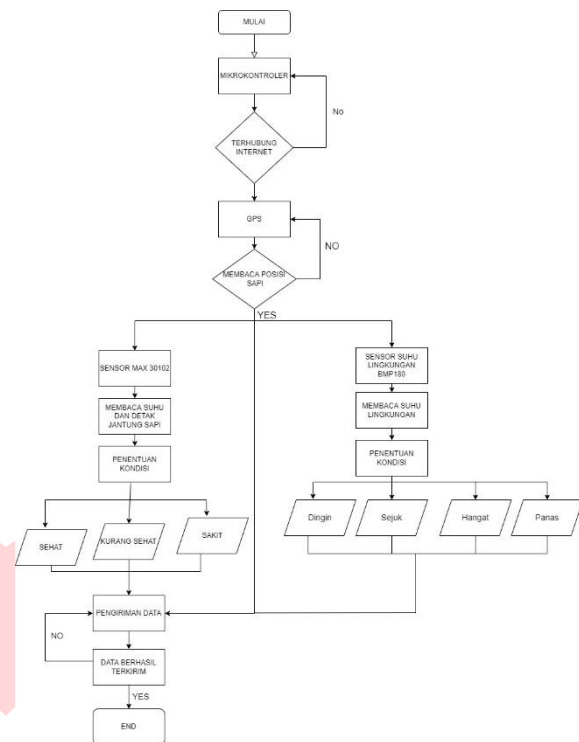 MULAI
MIKROKONTROLER
No
TERHUBUNG
INTERNET
GPS
NO
MEMBACA POSISI
SAPI
YES
SENSOR MAX 30102
SENSOR SUHU
LINGKUNGAN
BMP180
MEMBACA SUHU
DAN DETAK
JANTUNG SAPI
MEMBACA SUHU
LINGKUNGAN
PENENTUAN
KONDISI
PENENTUAN
KONDISI
SEHAT
KURANG SEHAT
SAKIT
Dingin
Sejuk
Hangat
Panas
PENGIRIMAN DATA
NO
DATA BERHASIL
TERKIRIM
YES
END